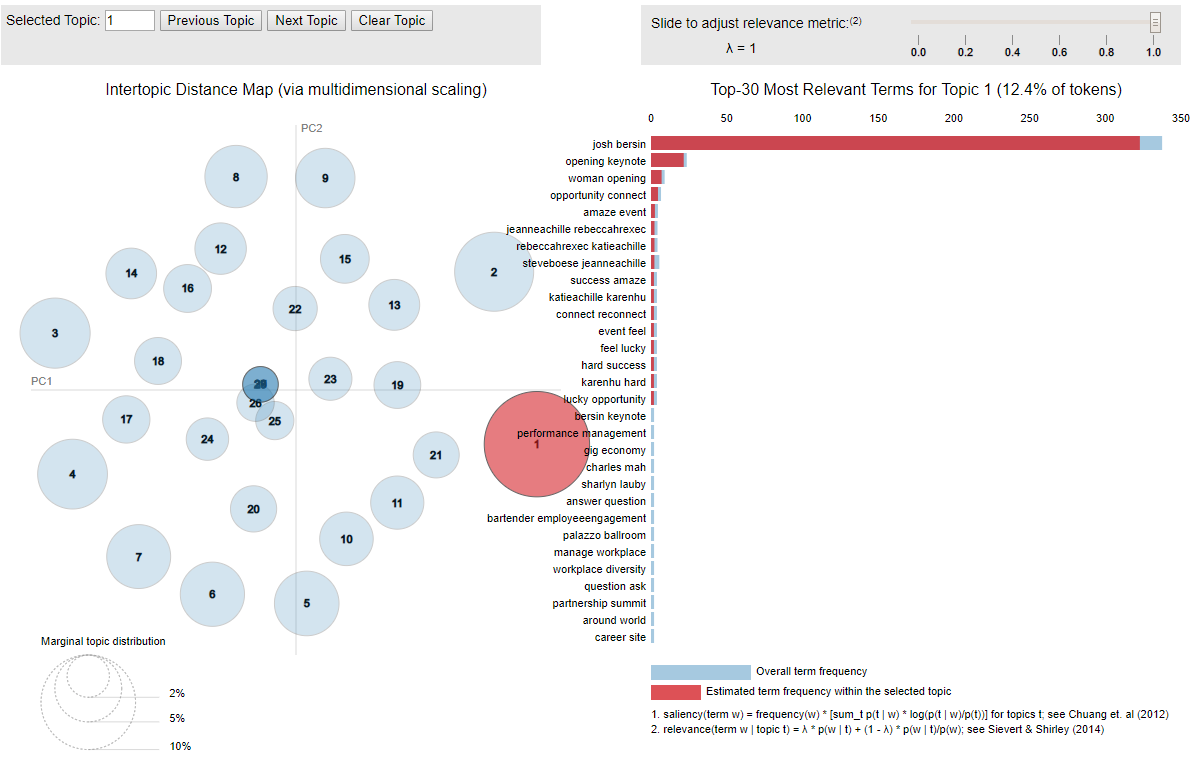 Selected Topic: 1 Previous Topic Next Topic Clear Topic
Slide to adjust relevance metric:(2)
λ = 1
0.0 0.2 0.4 0.6 0.8 1.0
Intertopic Distance Map (via multidimensional scaling)
PC2
PC1
8
9
12
15
14
2
16
22
13
3
18
23
19
26
25
17
24
1
21
4
20
11
10
7
6
5
Marginal topic distribution
2%
5%
10%
Top-30 Most Relevant Terms for Topic 1 (12.4% of tokens)
0 50 100 150 200 250 300 350
josh bersin
opening keynote
woman opening
opportunity connect
amaze event
jeanneachille rebeccahrexec
rebeccahrexec katieachille
steveboese jeanneachille
success amaze
katieachille karenhu
connect reconnect
event feel
feel lucky
hard success
karenhu hard
lucky opportunity
bersin keynote
performance management
gig economy
charles mah
sharlyn lauby
answer question
bartender employeeengagement
palazzo ballroom
manage workplace
workplace diversity
question ask
partnership summit
around world
career site
Overall term frequency
Estimated term frequency within the selected topic
1. saliency(term w) = frequency(w) * [sum_t p(t | w) * log(p(t | w)/p(t))] for topics t; see Chuang et. al (2012)
2. relevance(term w | topic t) = λ * p(w | t) + (1 - λ) * p(w | t)/p(w); see Sievert & Shirley (2014)